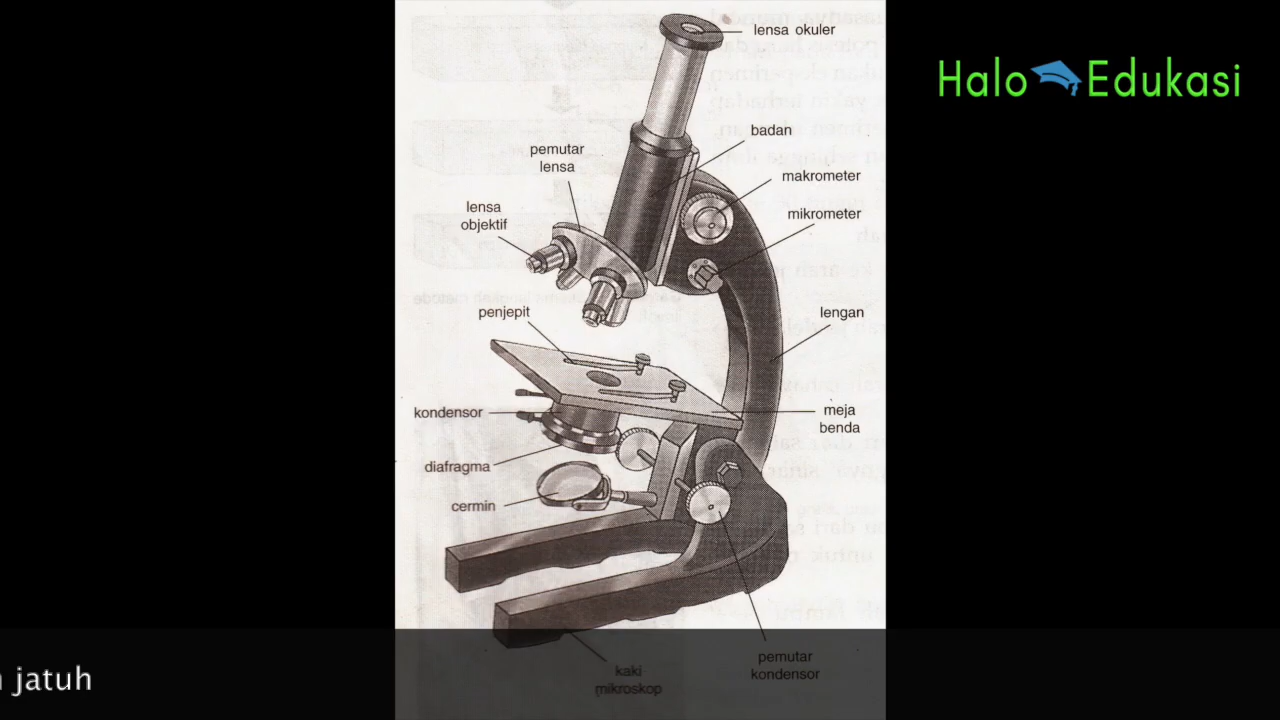 lensa okuler
Halo Edukasi
badan
pemutar
lensa
makrometer
lensa
objektif
mikrometer
penjepit
lengan
kondensor
meja
benda
diafragma
cermin
pemutar
kondensor
kaki
mikroskop
jatuh